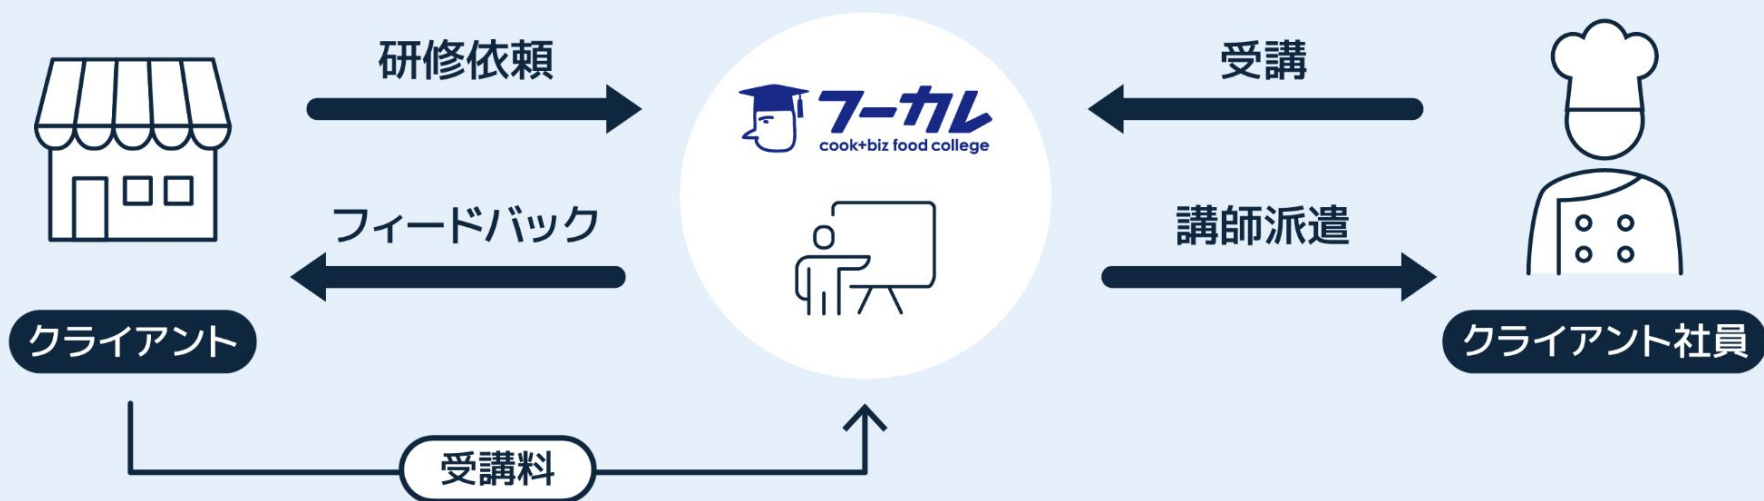 研修依頼
受講
フーカレ
cook+biz food college
フィードバック
講師派遣
クライアント
クライアント社員
受講料